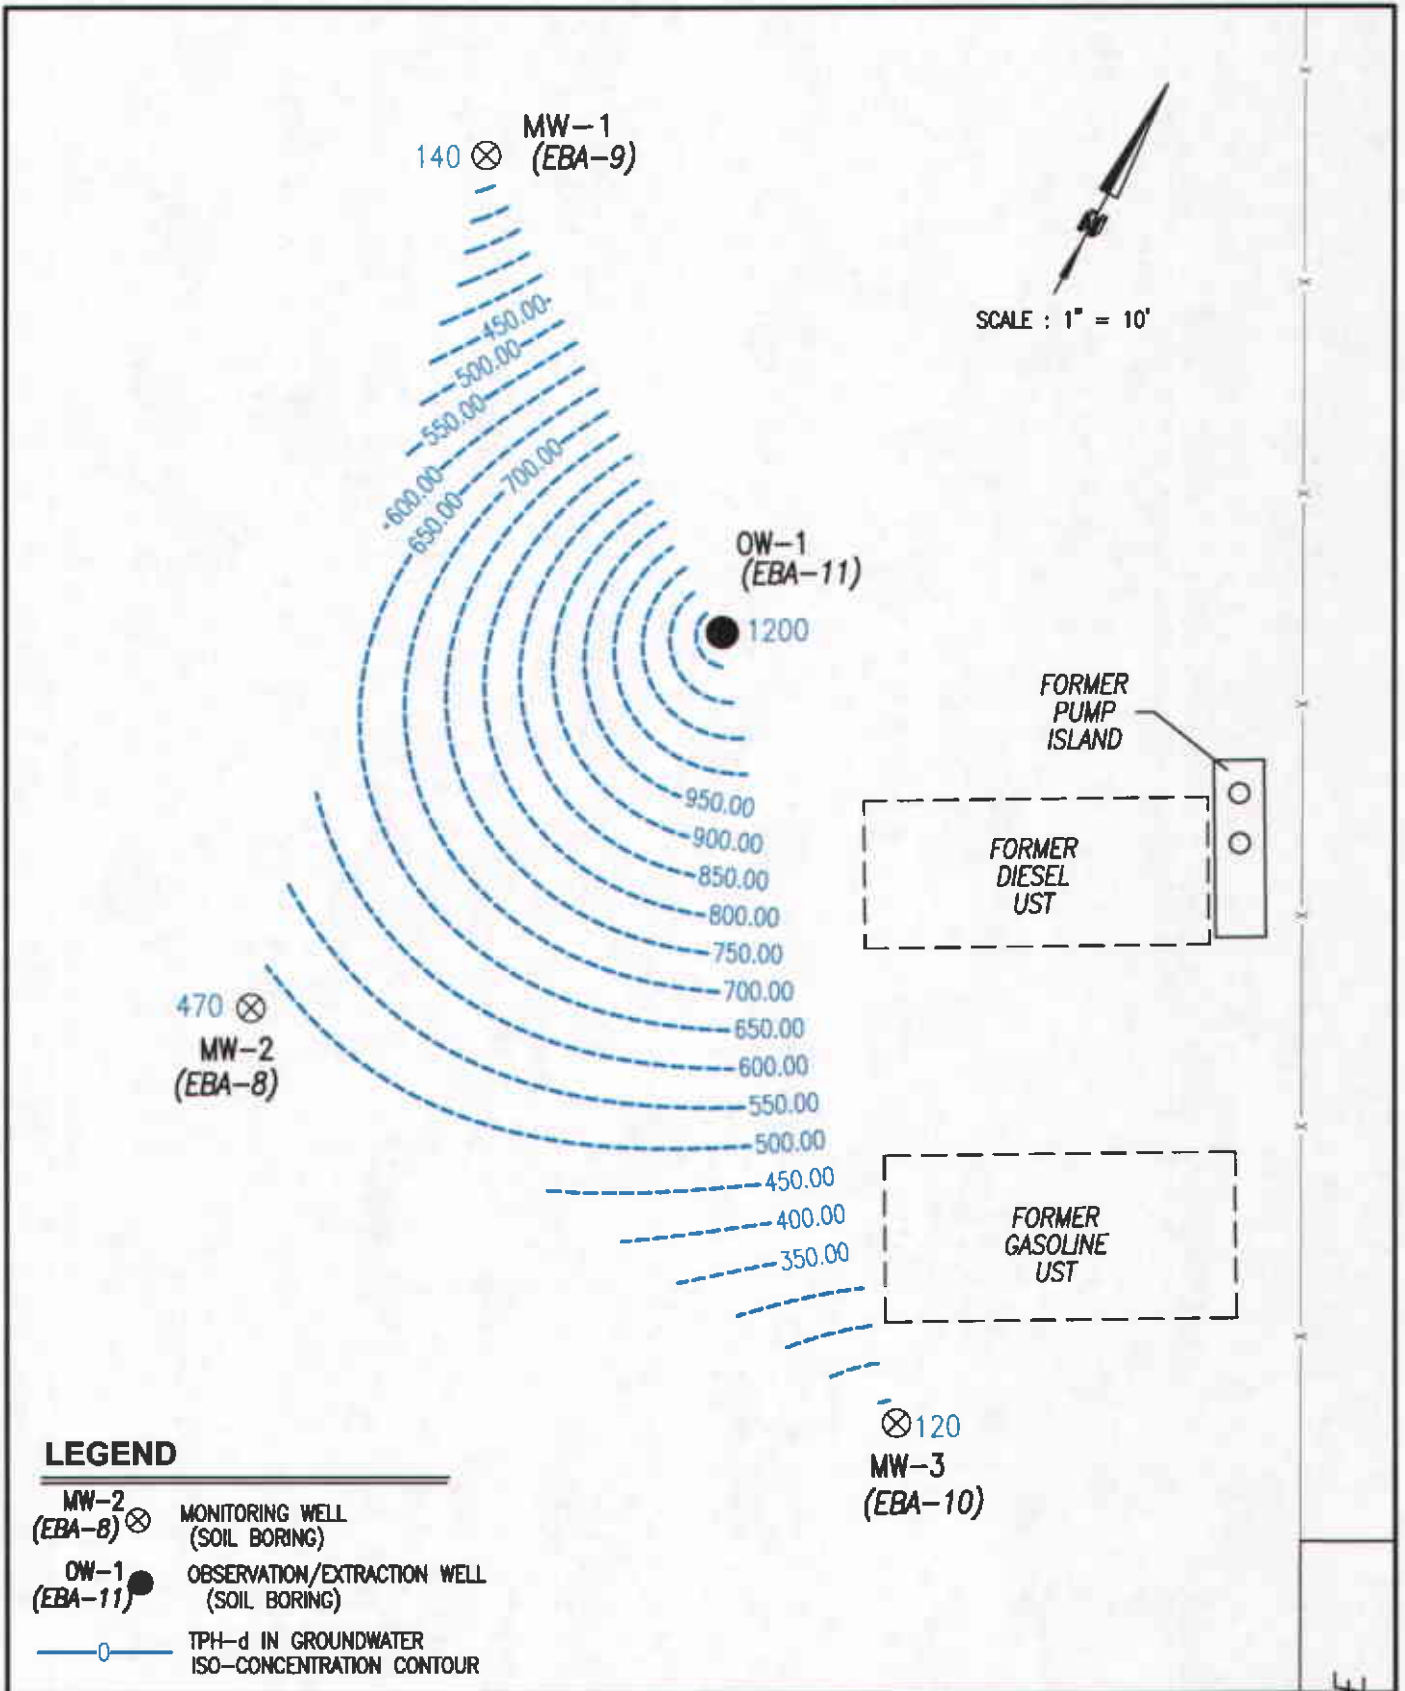 MW-1
140
(EBA-9)
N
SCALE : 1" = 10'
450.00
500.00
550.00
600.00
650.00
700.00
OW-1
(EBA-11)
1200
FORMER
PUMP
ISLAND
950.00
900.00
850.00
800.00
750.00
700.00
650.00
600.00
550.00
500.00
450.00
400.00
350.00
FORMER
DIESEL
UST
470
MW-2
(EBA-8)
FORMER
GASOLINE
UST
120
MW-3
(EBA-10)
LEGEND
MW-2
(EBA-8)
MONITORING WELL
(SOIL BORING)
OW-1
(EBA-11)
OBSERVATION/EXTRACTION WELL
(SOIL BORING)
0
TPH-d IN GROUNDWATER
ISO-CONCENTRATION CONTOUR